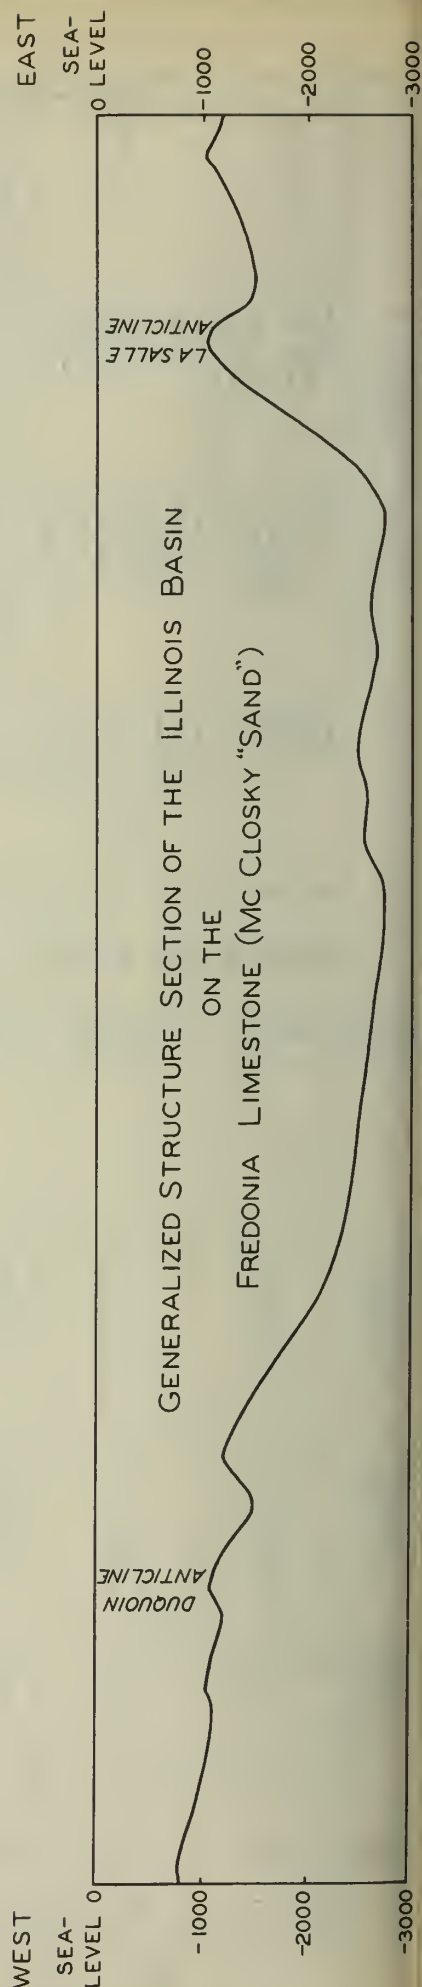 WEST
SEA-
LEVEL
0
-1000
-2000
-3000
DUQUOIN
ANTICLINE
GENERALIZED STRUCTURE SECTION OF THE ILLINOIS BASIN
ON THE
FREDONIA LIMESTONE (MC CLOSKY "SAND")
LA SALLE
ANTICLINE
EAST
SEA-
LEVEL
0
-1000
-2000
-3000